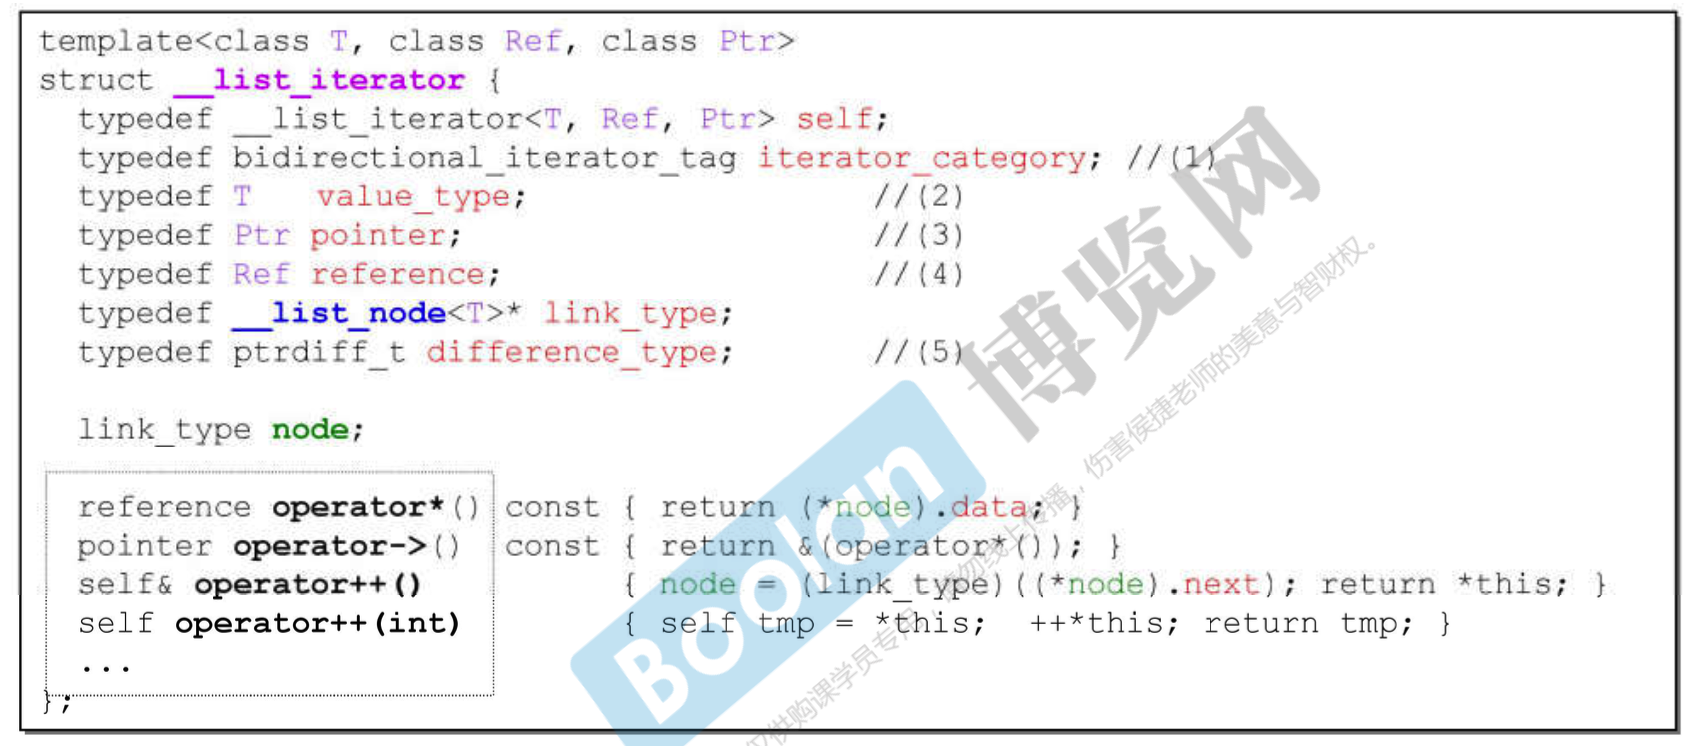 template<class T, class Ref, class Ptr>
struct __list_iterator {
  typedef __list_iterator<T, Ref, Ptr> self;
  typedef bidirectional_iterator_tag iterator_category; //(1)
  typedef T   value_type;                  //(2)
  typedef Ptr pointer;                     //(3)
  typedef Ref reference;                   //(4)
  typedef __list_node<T>* link_type;
  typedef ptrdiff_t difference_type;       //(5)
  link_type node;
  reference operator*() const { return (*node).data; }
  pointer operator->()  const { return &(operator*()); }
  self& operator++()          { node = (link_type)((*node).next); return *this; }
  self operator++(int)        { self tmp = *this;  ++*this; return tmp; }
  ...
};
Boolan
博览网
仅供购课学员专用,请勿线上传播,伤害侯捷老师的美意与智财权。